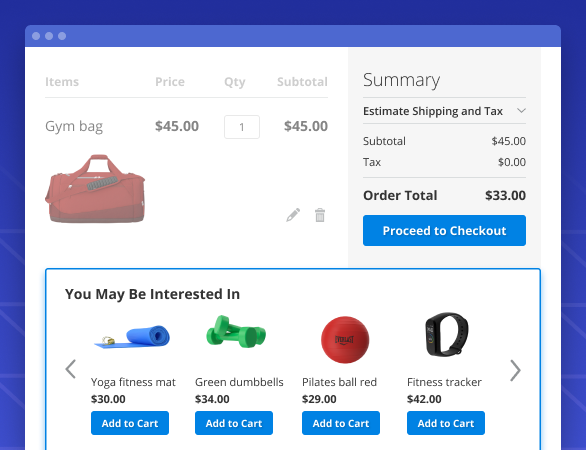 Items Price Qty Subtotal
Gym bag $45.00 1 $45.00
Summary
Estimate Shipping and Tax
Subtotal $45.00
Tax $0.00
Order Total $33.00
Proceed to Checkout
You May Be Interested In
Yoga fitness mat Green dumbbells Pilates ball red Fitness tracker
$30.00 $34.00 $29.00 $42.00
Add to Cart Add to Cart Add to Cart Add to Cart